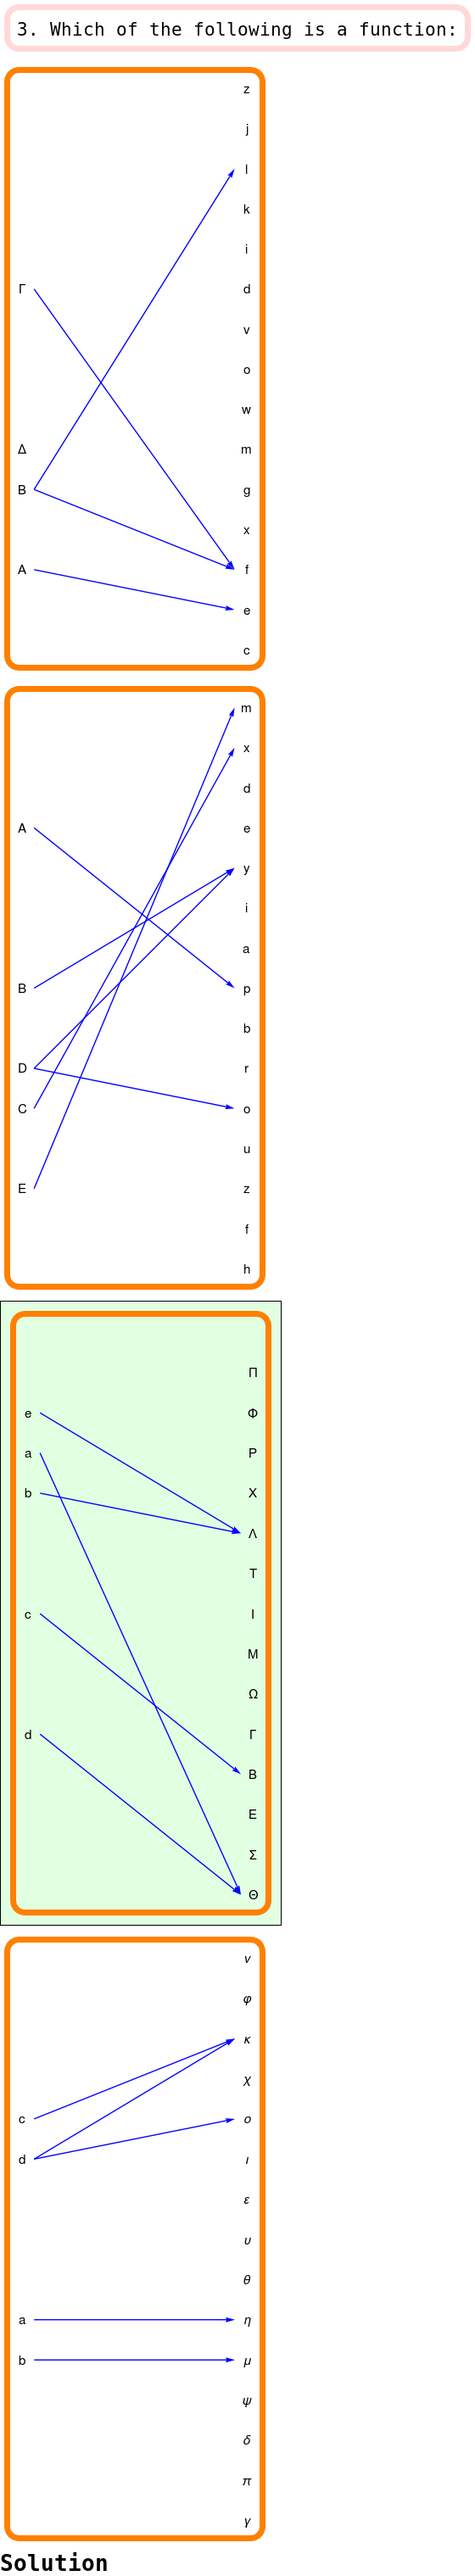 3. Which of the following is a function:
z
j
l
k
i
Γ d
v
o
w
Δ m
B g
x
A f
e
c
m
x
d
A e
y
i
a
B p
b
D r
C o
u
E z
f
h
Π
e Φ
a Ρ
b Χ
Λ
Τ
c Ι
Μ
Ω
d Γ
Β
Ε
Σ
Θ
ν
φ
κ
χ
c ο
d ι
ε
υ
θ
a η
b μ
ψ
δ
π
γ
Solution